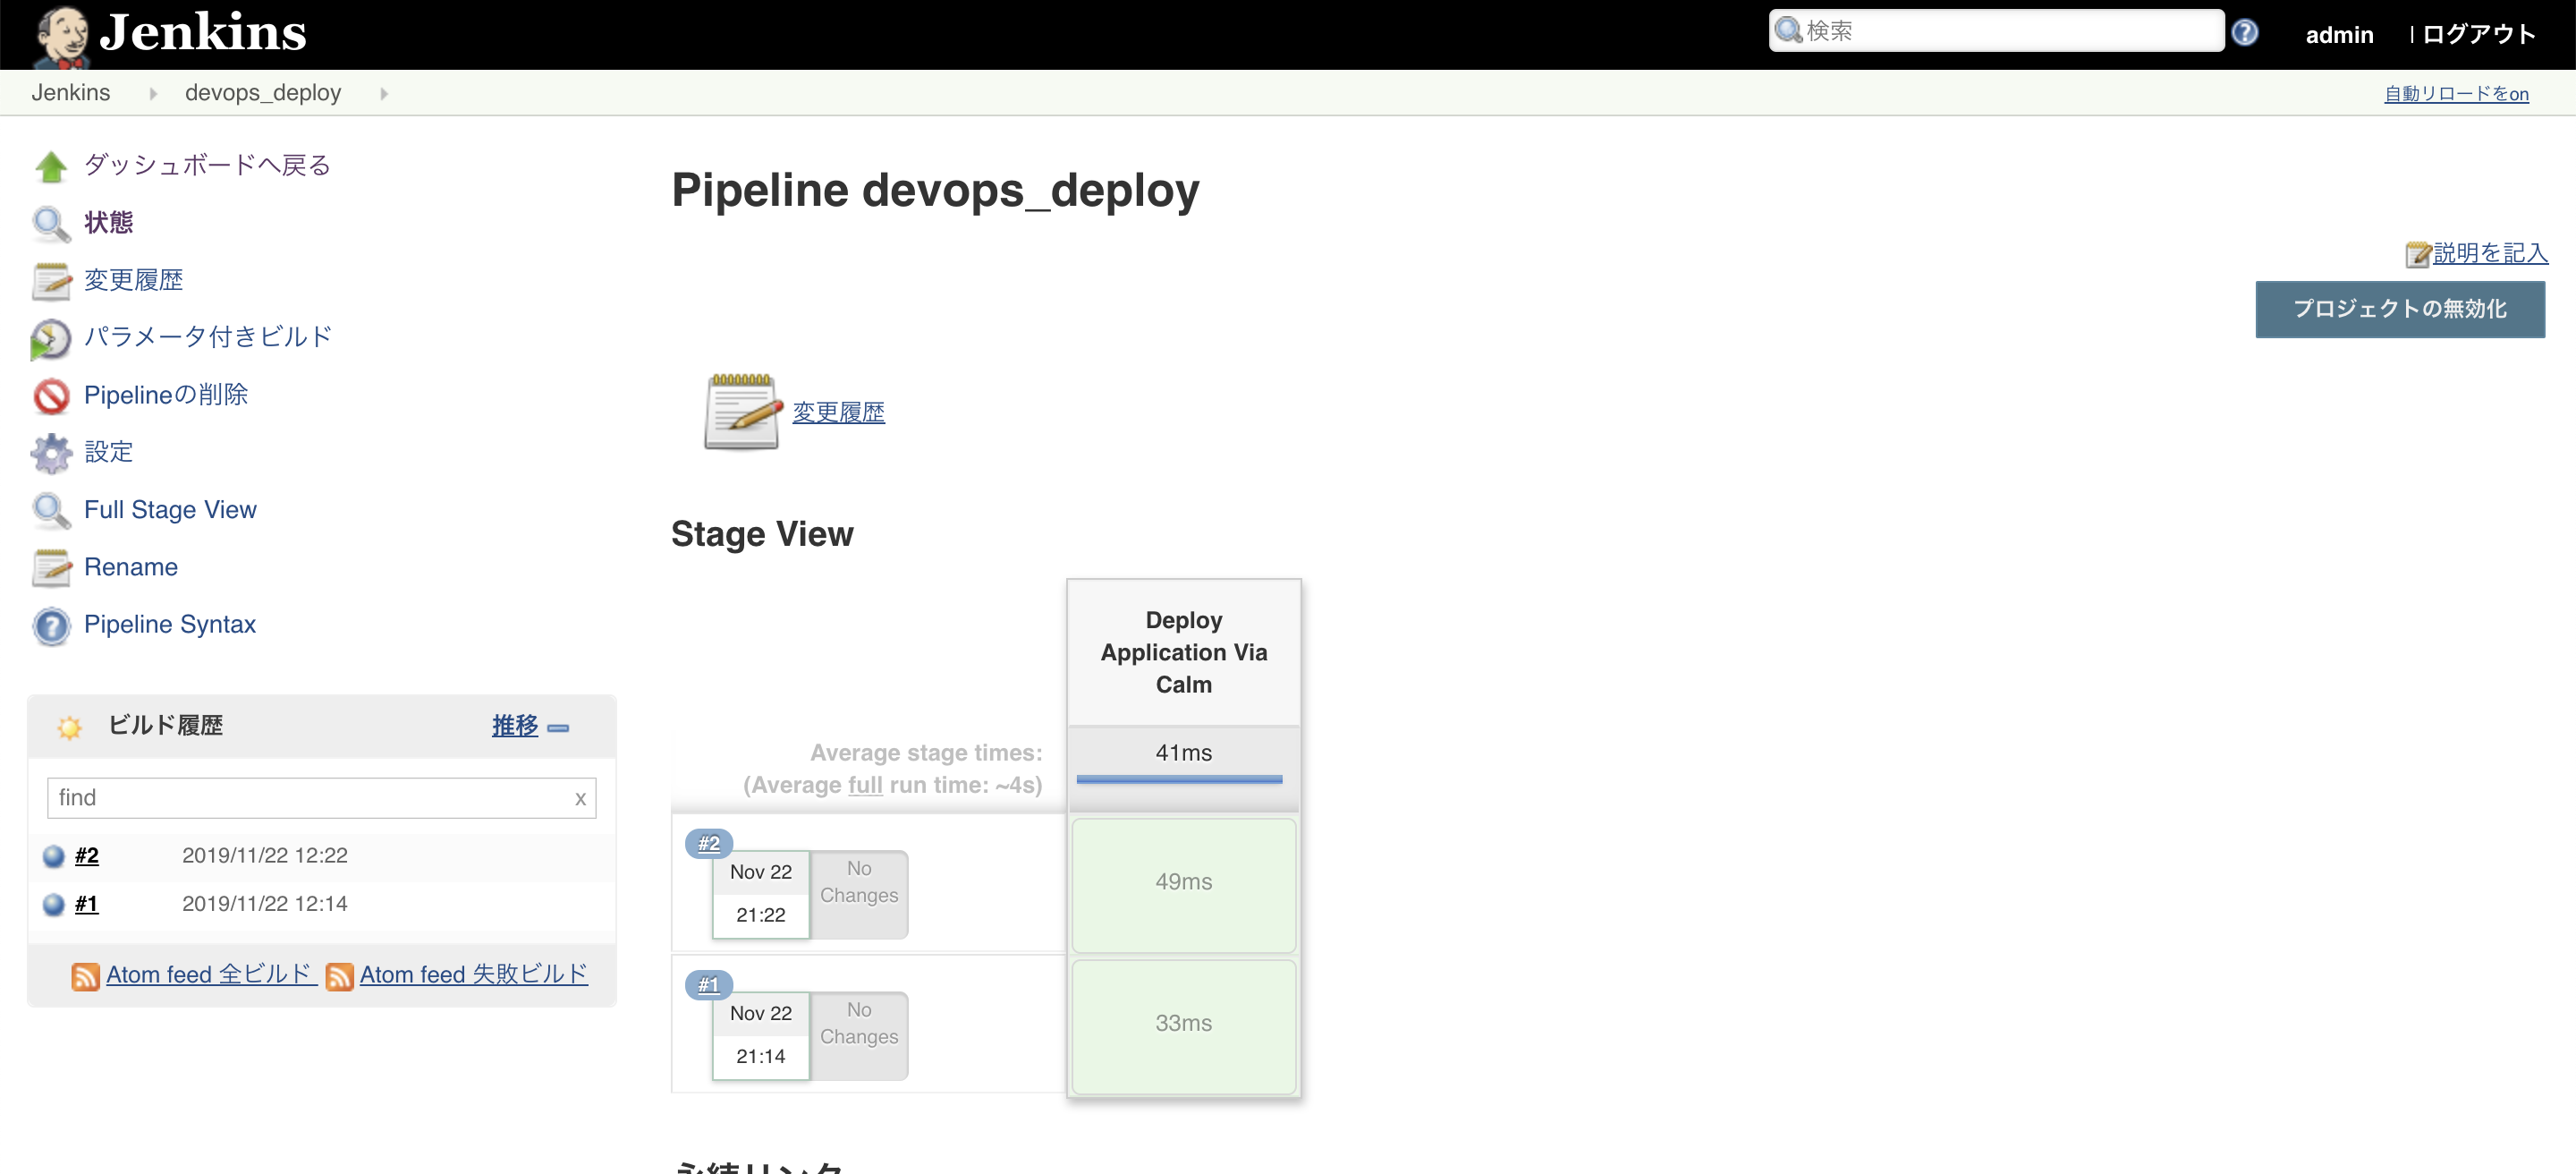 Jenkins
検索
admin
| ログアウト
Jenkins
devops_deploy
自動リロードをon
ダッシュボードへ戻る
状態
変更履歴
パラメータ付きビルド
Pipelineの削除
設定
Full Stage View
Rename
Pipeline Syntax
ビルド履歴
推移
find
x
#2 2019/11/22 12:22
#1 2019/11/22 12:14
Atom feed 全ビルド
Atom feed 失敗ビルド
Pipeline devops_deploy
説明を記入
プロジェクトの無効化
変更履歴
Stage View
Deploy
Application Via
Calm
Average stage times:
(Average full run time: ~4s)
41ms
#2
Nov 22
21:22
No
Changes
49ms
#1
Nov 22
21:14
No
Changes
33ms
永続リンク